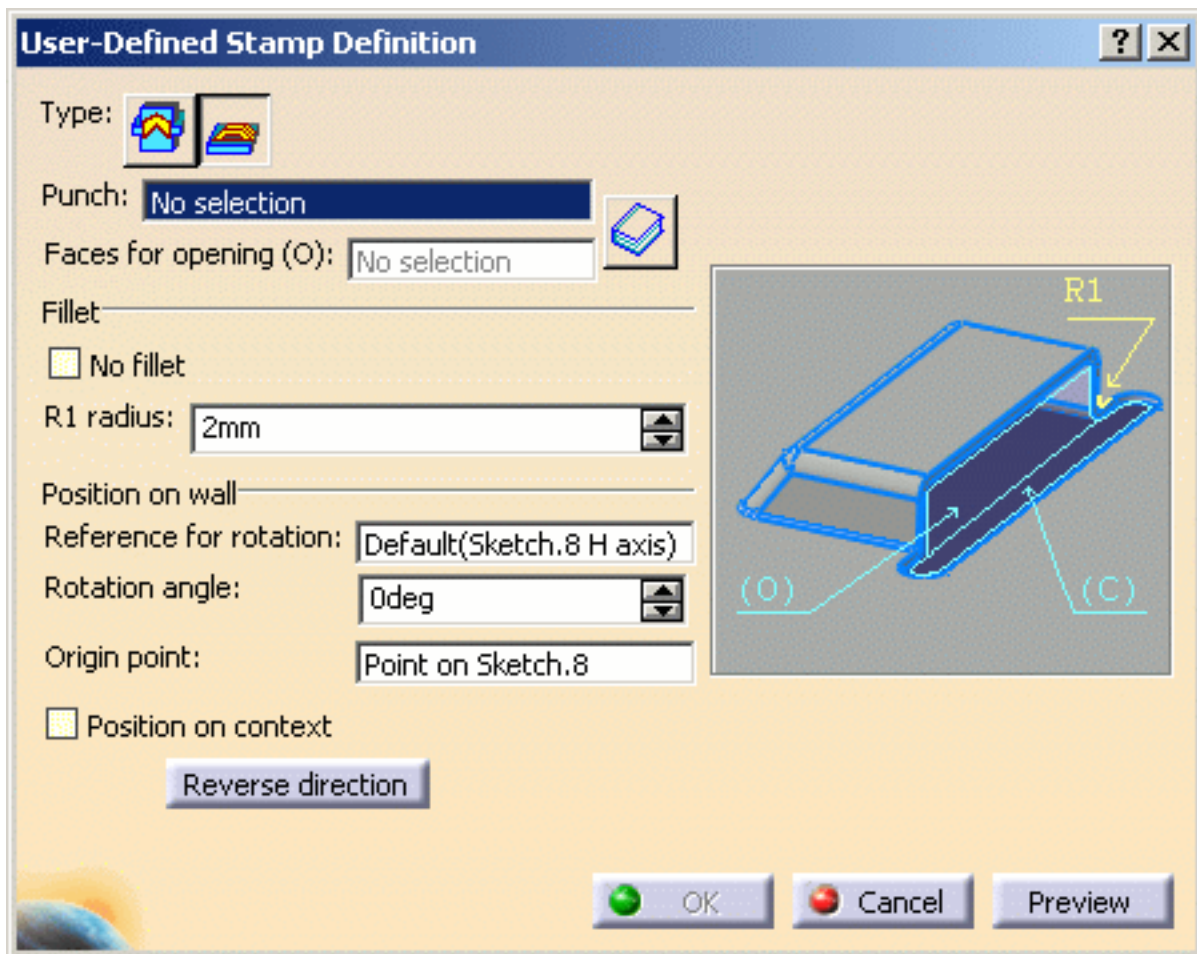 User-Defined Stamp Definition
Type:
Punch: No selection
Faces for opening (O): No selection
Fillet
No fillet
R1 radius: 2mm
Position on wall
Reference for rotation: Default(Sketch.8 H axis)
Rotation angle: 0deg
Origin point: Point on Sketch.8
Position on context
Reverse direction
R1
(O) (C)
OK Cancel Preview